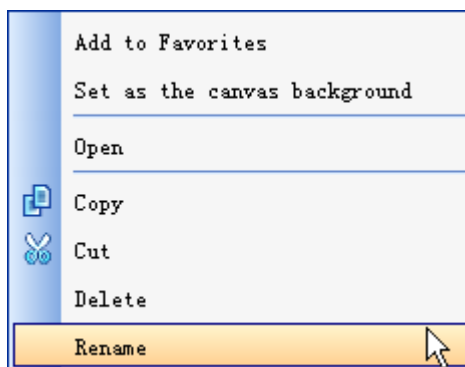 Add to Favorites
Set as the canvas background
Open
Copy
Cut
Delete
Rename